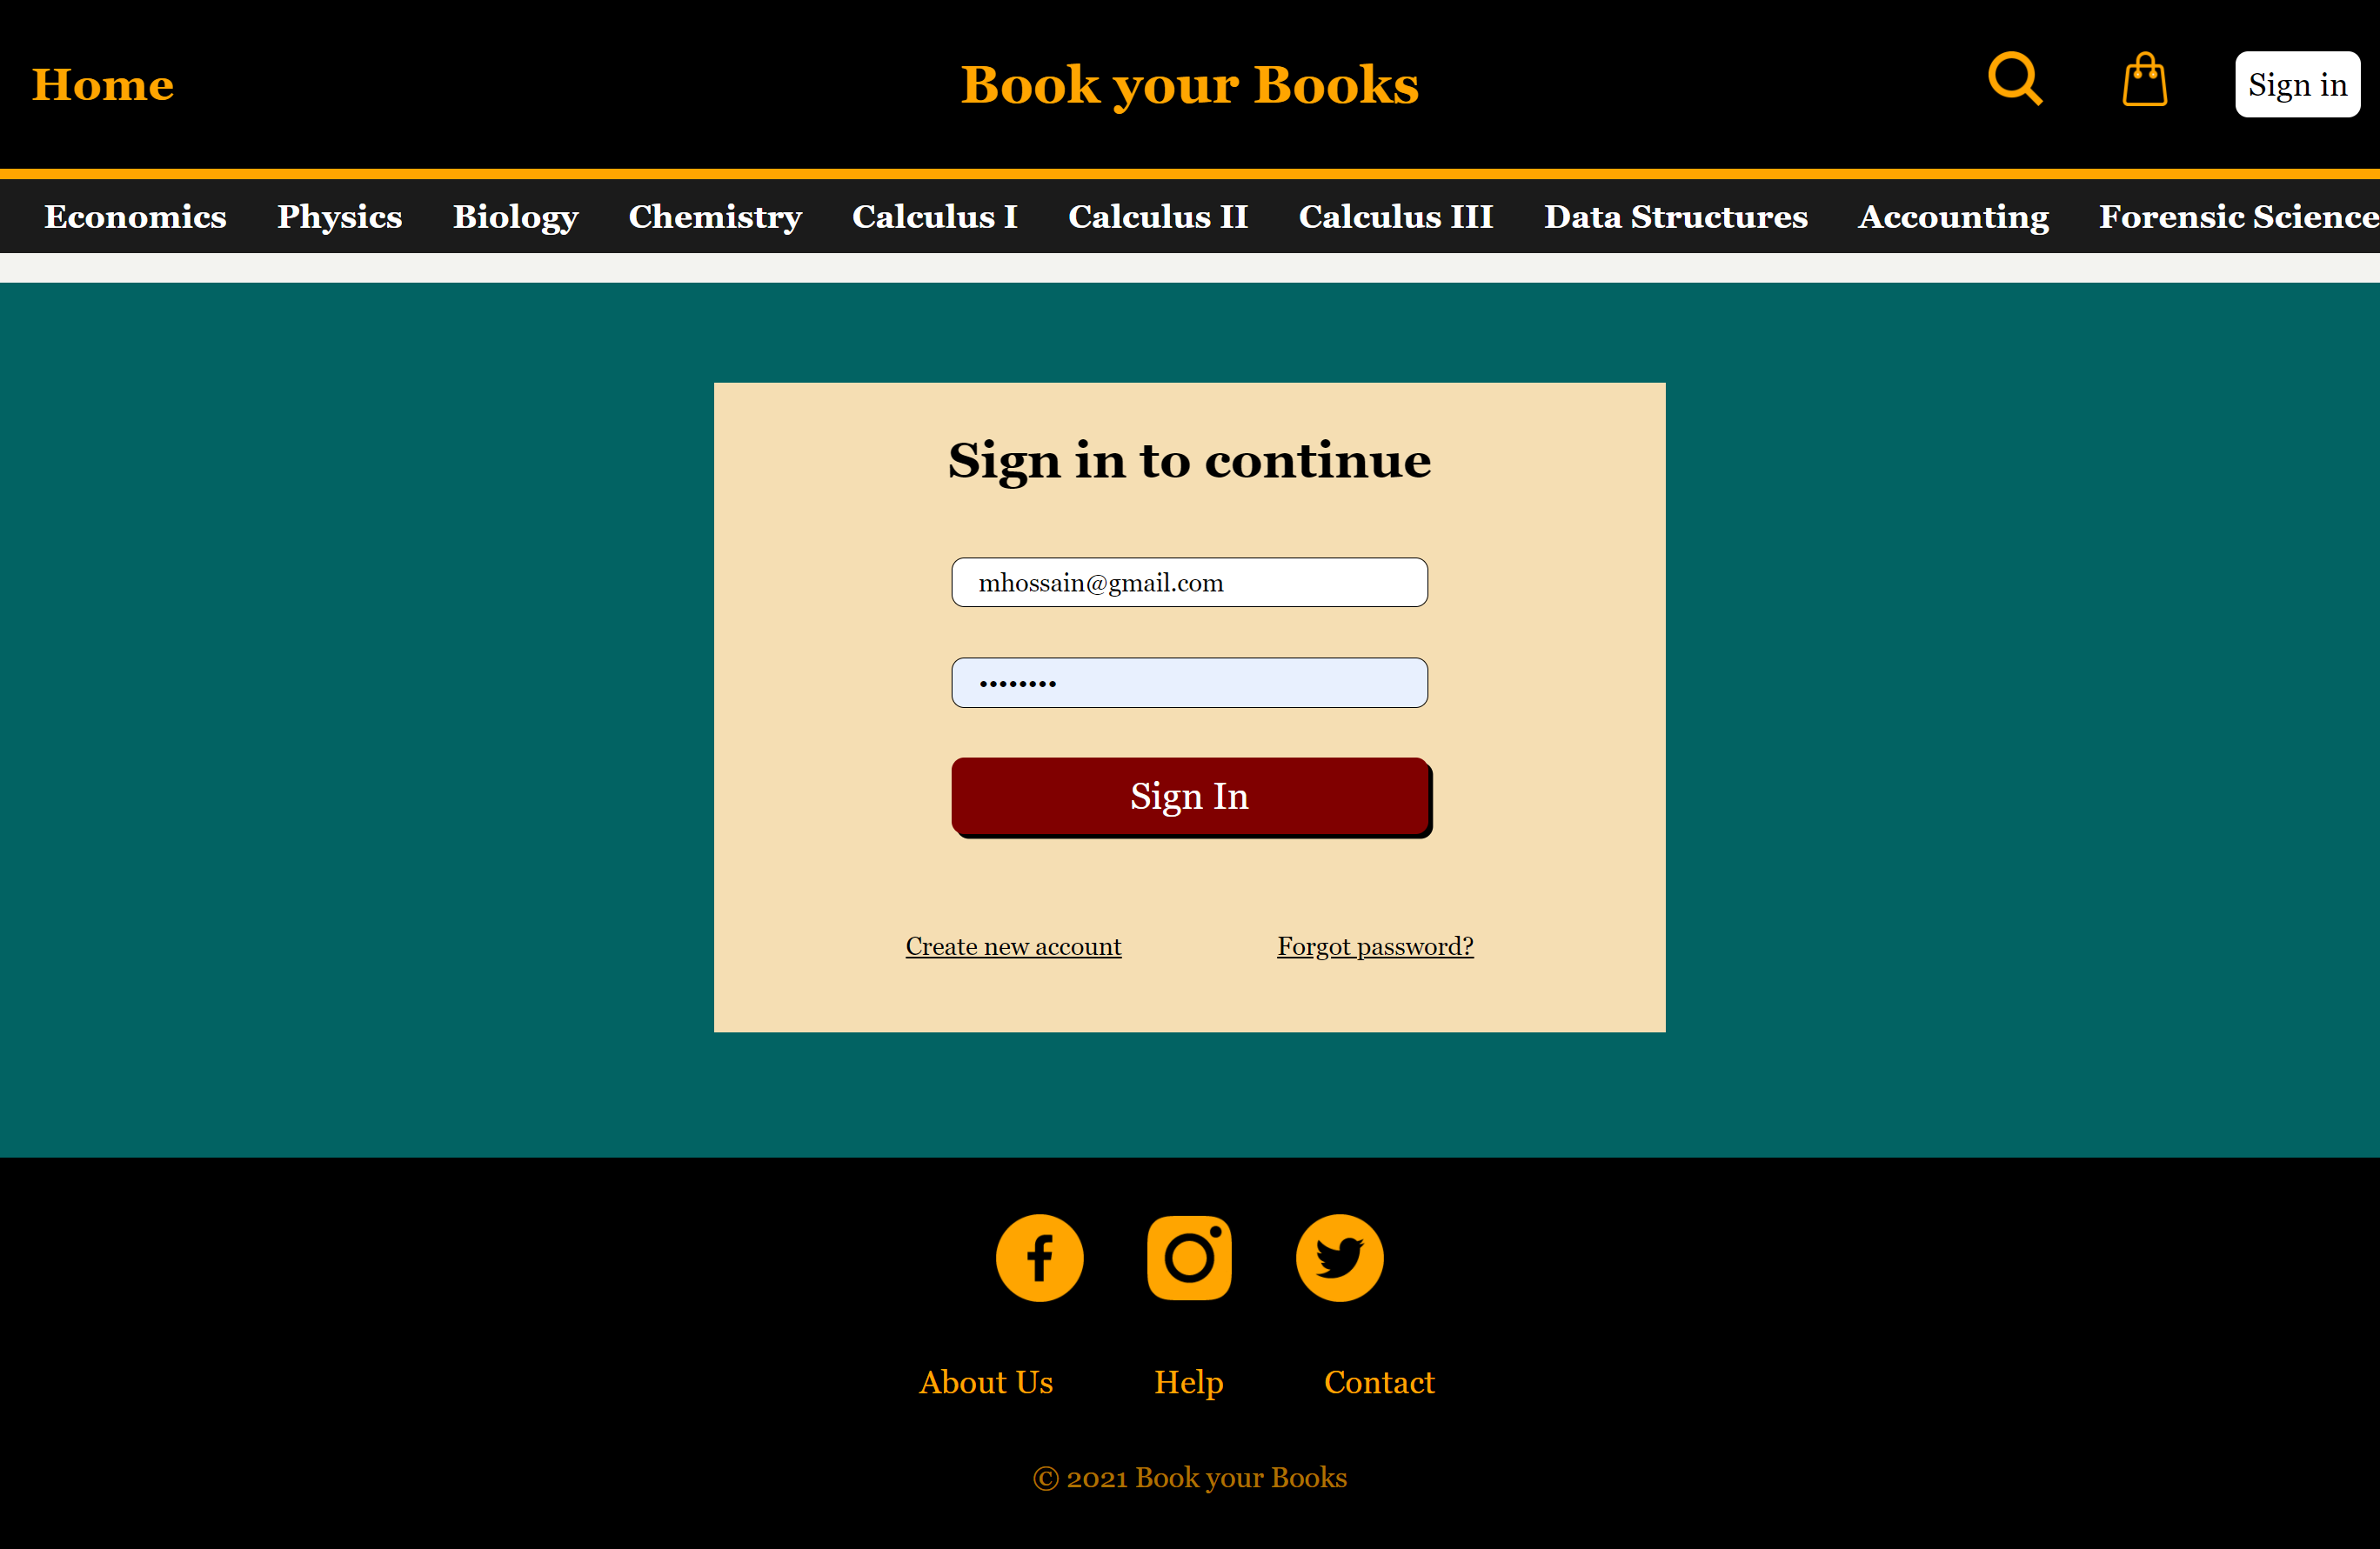 Home Book your Books Sign in
Economics Physics Biology Chemistry Calculus I Calculus II Calculus III Data Structures Accounting Forensic Science
Sign in to continue
mhossain@gmail.com
••••••••
Sign In
Create new account Forgot password?
About Us Help Contact
© 2021 Book your Books